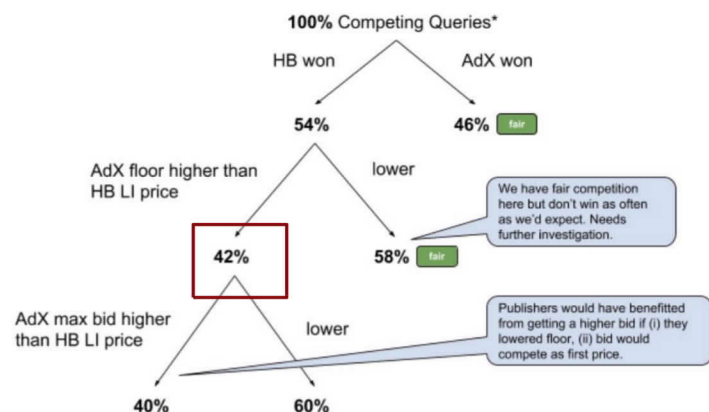 100% Competing Queries*
HB won
AdX won
54%
46%
fair
AdX floor higher than
HB LI price
lower
We have fair competition
here but don't win as often
as we'd expect. Needs
further investigation.
42%
58%
fair
AdX max bid higher
than HB LI price
lower
Publishers would have benefitted
from getting a higher bid if (i) they
lowered floor, (ii) bid would
compete as first price.
40%
60%